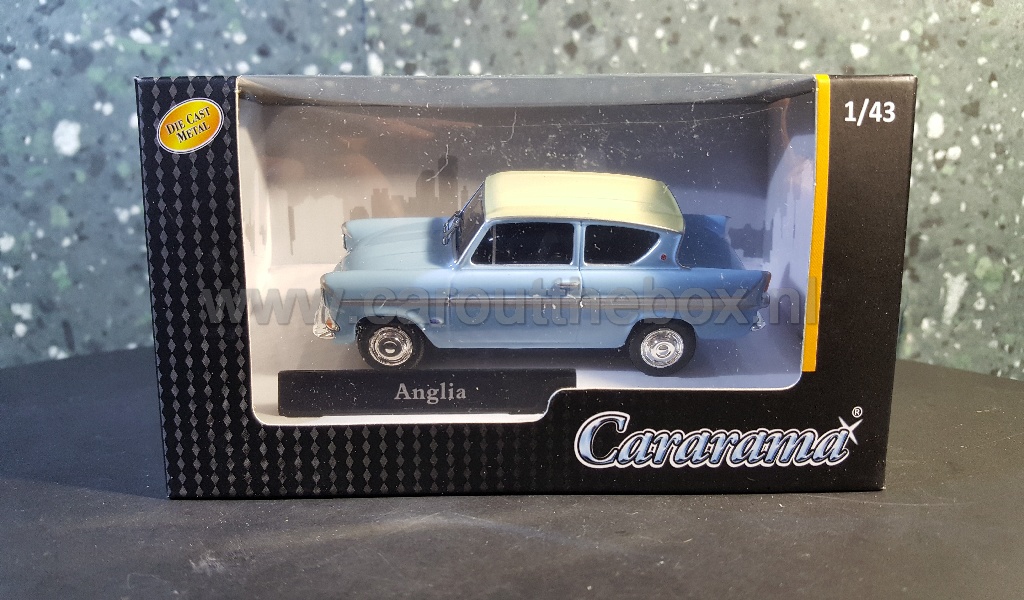 DIE CAST
METAL
1/43
www.caroutthebox.nl
Anglia
Cararama®